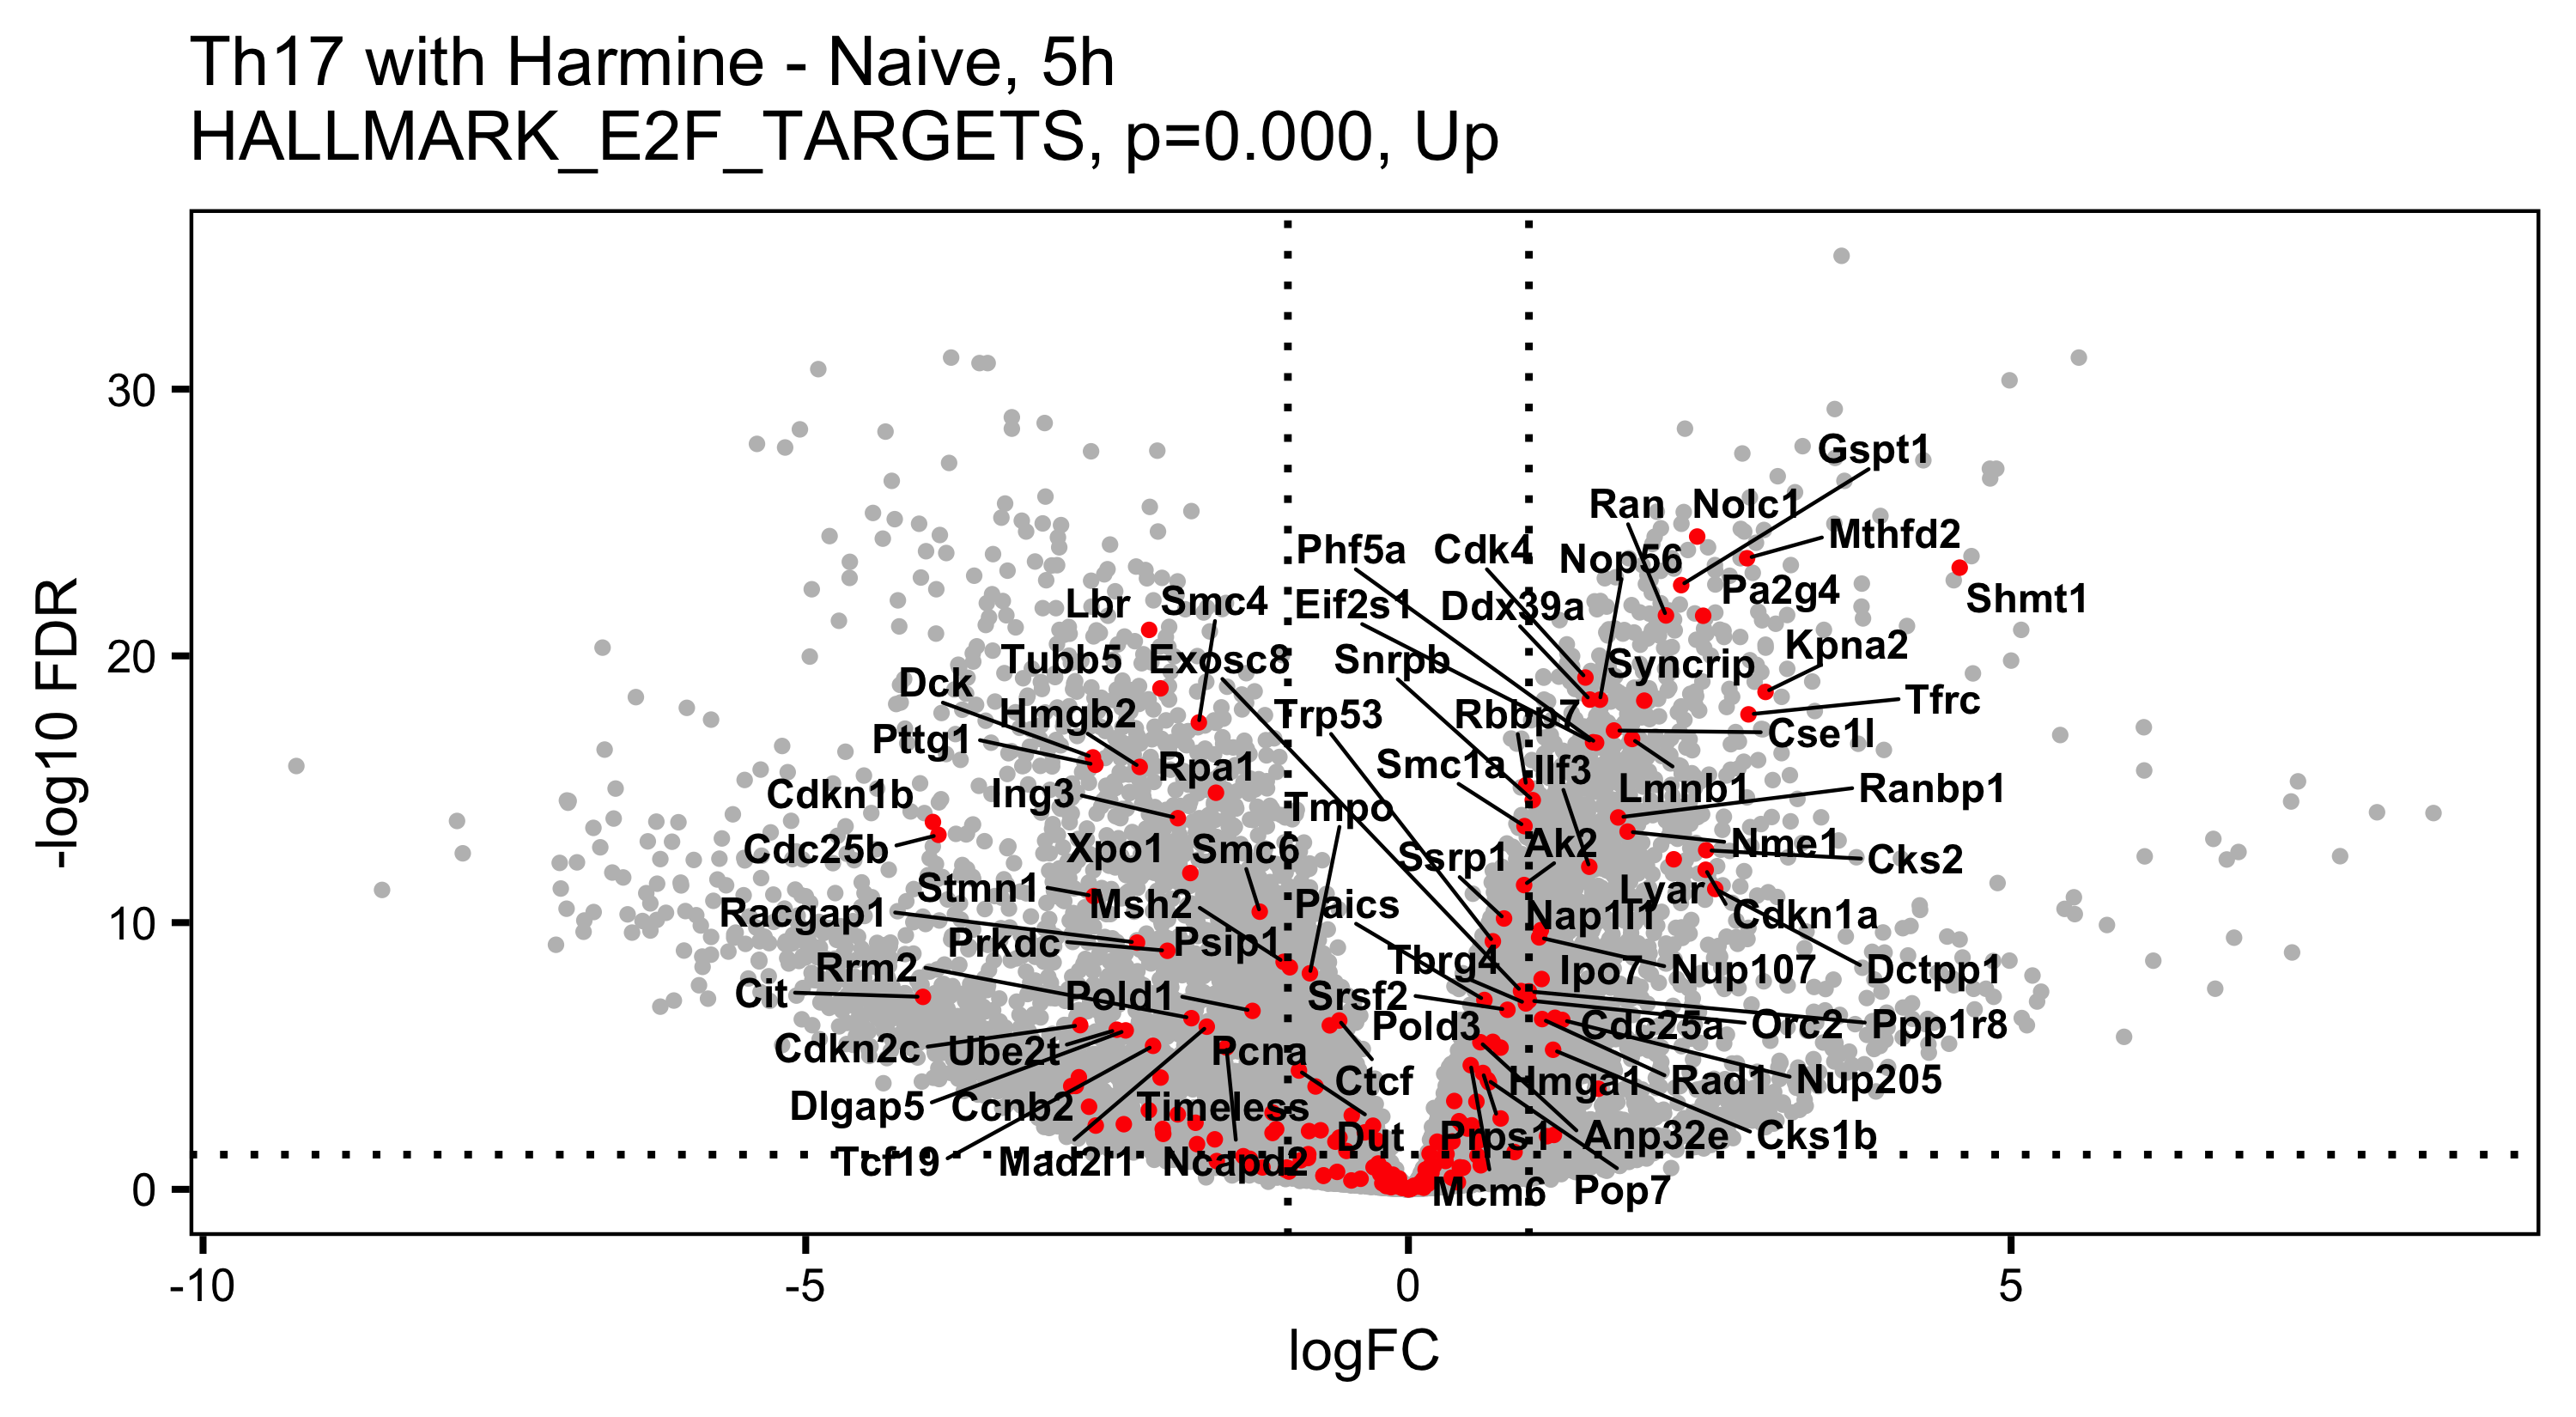 Th17 with Harmine - Naive, 5h
HALLMARK_E2F_TARGETS, p=0.000, Up
-log10 FDR
30
20
10
0
Gspt1
Ran Nolc1
Mthfd2
Phf5a Cdk4
Nop56
Pa2g4
Shmt1
Lbr Smc4
Eif2s1 Ddx39a
Kpna2
Tubb5 Exosc8
Snrpb
Syncrip
Dck
Tfrc
Hmgb2
Trp53 Rbbp7
Pttg1
Cse1l
Rpa1
Smc1a Ilf3
Cdkn1b
Ing3
Lmnb1
Ranbp1
Tmpo
Cdc25b
Xpo1 Smc6
Ssrp1 Ak2
Nme1
Cks2
Stmn1
Lyar
Racgap1
Msh2
Paics
Nap1l1
Cdkn1a
Prkdc
Psip1
Tbrg4
Rrm2
Ipo7
Nup107
Dctpp1
Cit
Pold1
Srsf2
Pold3
Cdc25a
Orc2
Ppp1r8
Cdkn2c
Ube2t
Pcna
Ctcf
Hmga1
Rad1
Nup205
Dlgap5
Ccnb2
Timeless
Dut
Prps1
Anp32e
Cks1b
Tcf19
Mad2l1
Ncapd2
Mcm6
Pop7
-10 -5 0 5
logFC